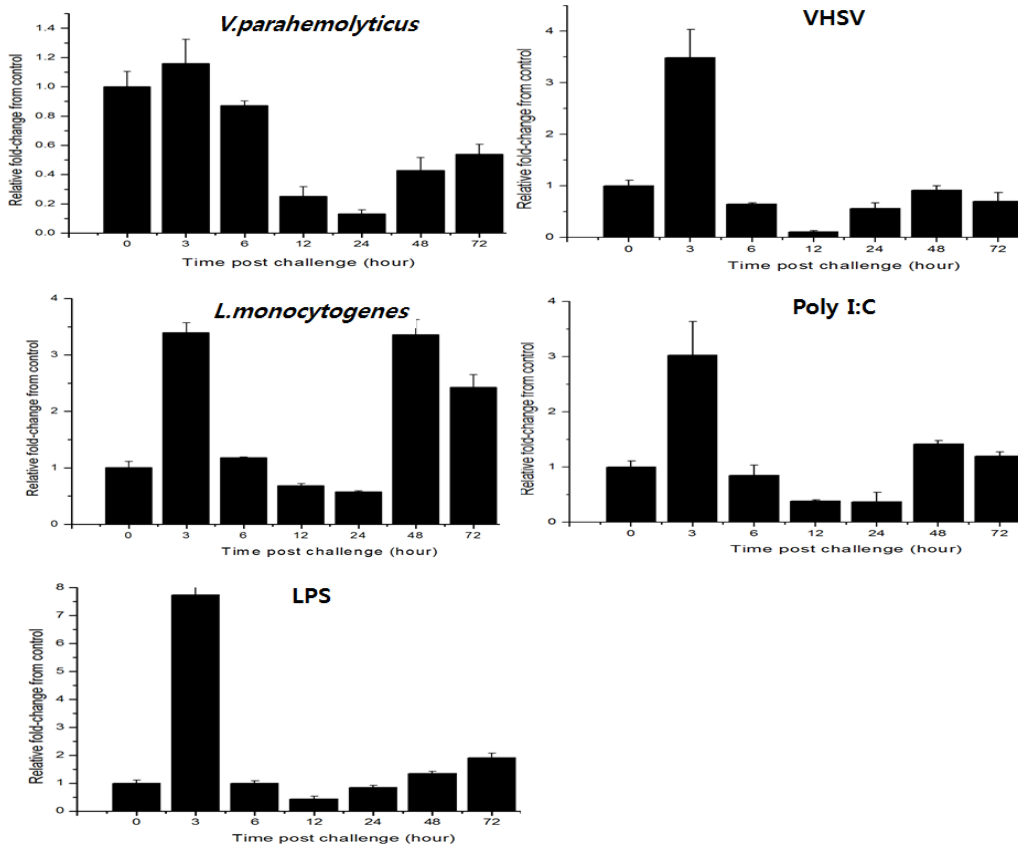 V.parahemolyticus
Relative fold-change from control
1.4
1.2
1.0
0.8
0.6
0.4
0.2
0.0
0 3 6 12 24 48 72
Time post challenge (hour)
VHSV
Relative fold-change from control
4
3
2
1
0
0 3 6 12 24 48 72
Time post challenge (hour)
L.monocytogenes
Relative fold-change from control
4
3
2
1
0
0 3 6 12 24 48 72
Time post challenge (hour)
Poly I:C
Relative fold-change from control
4
3
2
1
0
0 3 6 12 24 48 72
Time post challenge (hour)
LPS
Relative fold-change from control
8
7
6
5
4
3
2
1
0
0 3 6 12 24 48 72
Time post challenge (hour)